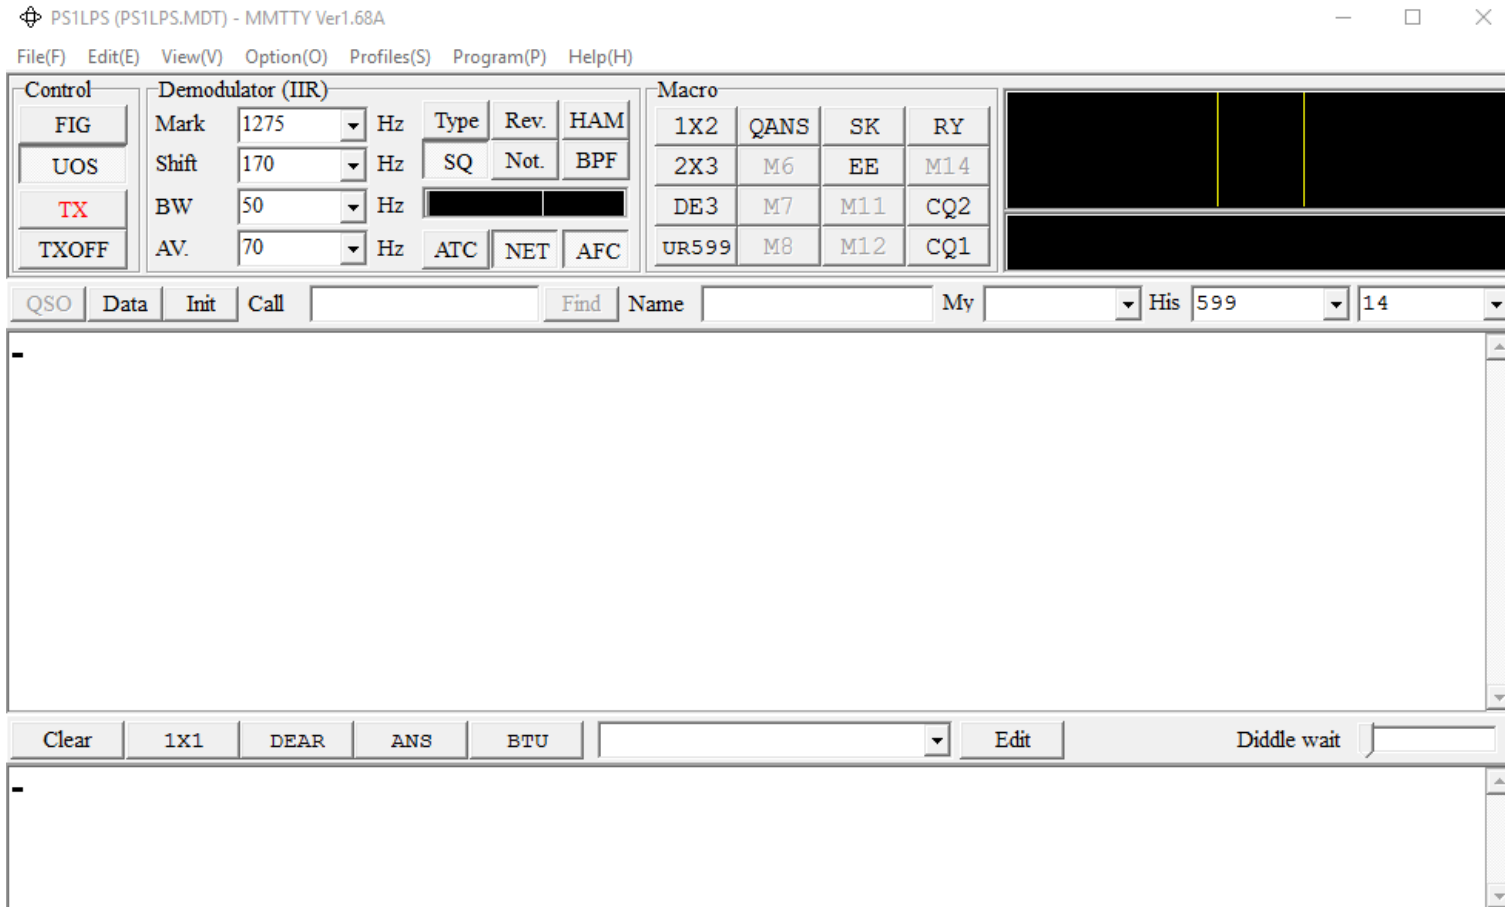 PS1LPS (PS1LPS.MDT) - MMTTY Ver1.68A
File(F) Edit(E) View(V) Option(O) Profiles(S) Program(P) Help(H)
Control
FIG
UOS
TX
TXOFF
Demodulator (IIR)
Mark 1275 Hz Type Rev. HAM
Shift 170 Hz SQ Not. BPF
BW 50 Hz
AV. 70 Hz ATC NET AFC
Macro
1X2 QANS SK RY
2X3 M6 EE M14
DE3 M7 M11 CQ2
UR599 M8 M12 CQ1
QSO Data Init Call Find Name My His 599 14
Clear 1X1 DEAR ANS BTU Edit Diddle wait